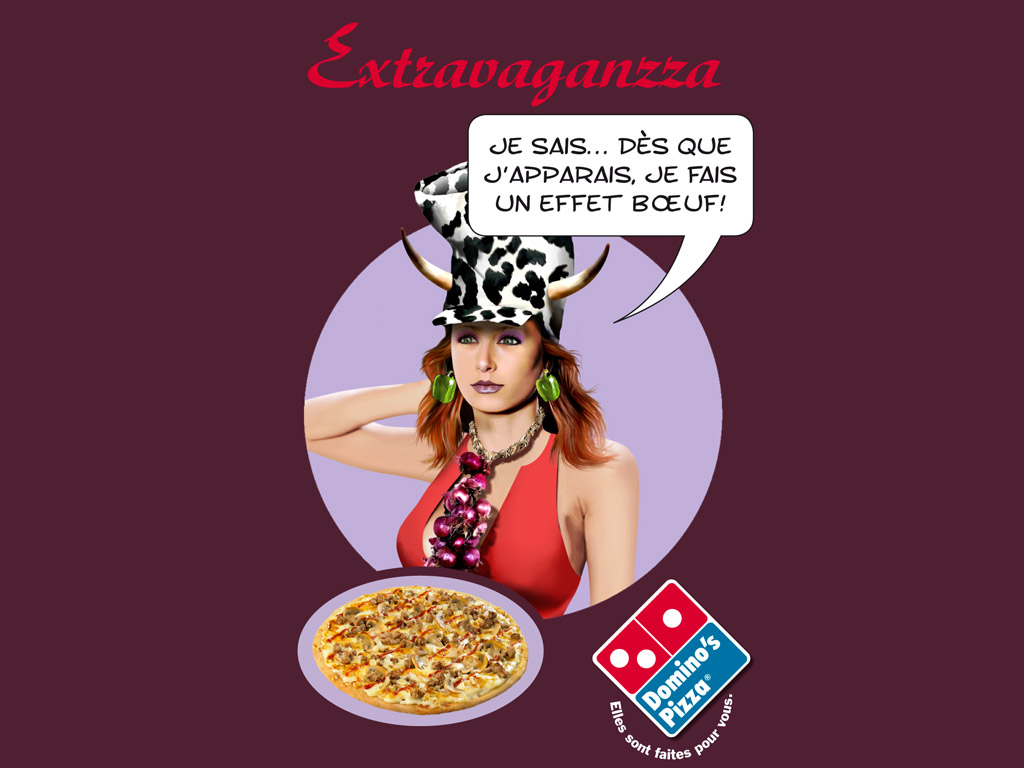 Extravaganzza
JE SAIS... DÈS QUE
J'APPARAIS, JE FAIS
UN EFFET BŒUF!
Domino's
Pizza®
Elles sont faites pour vous.